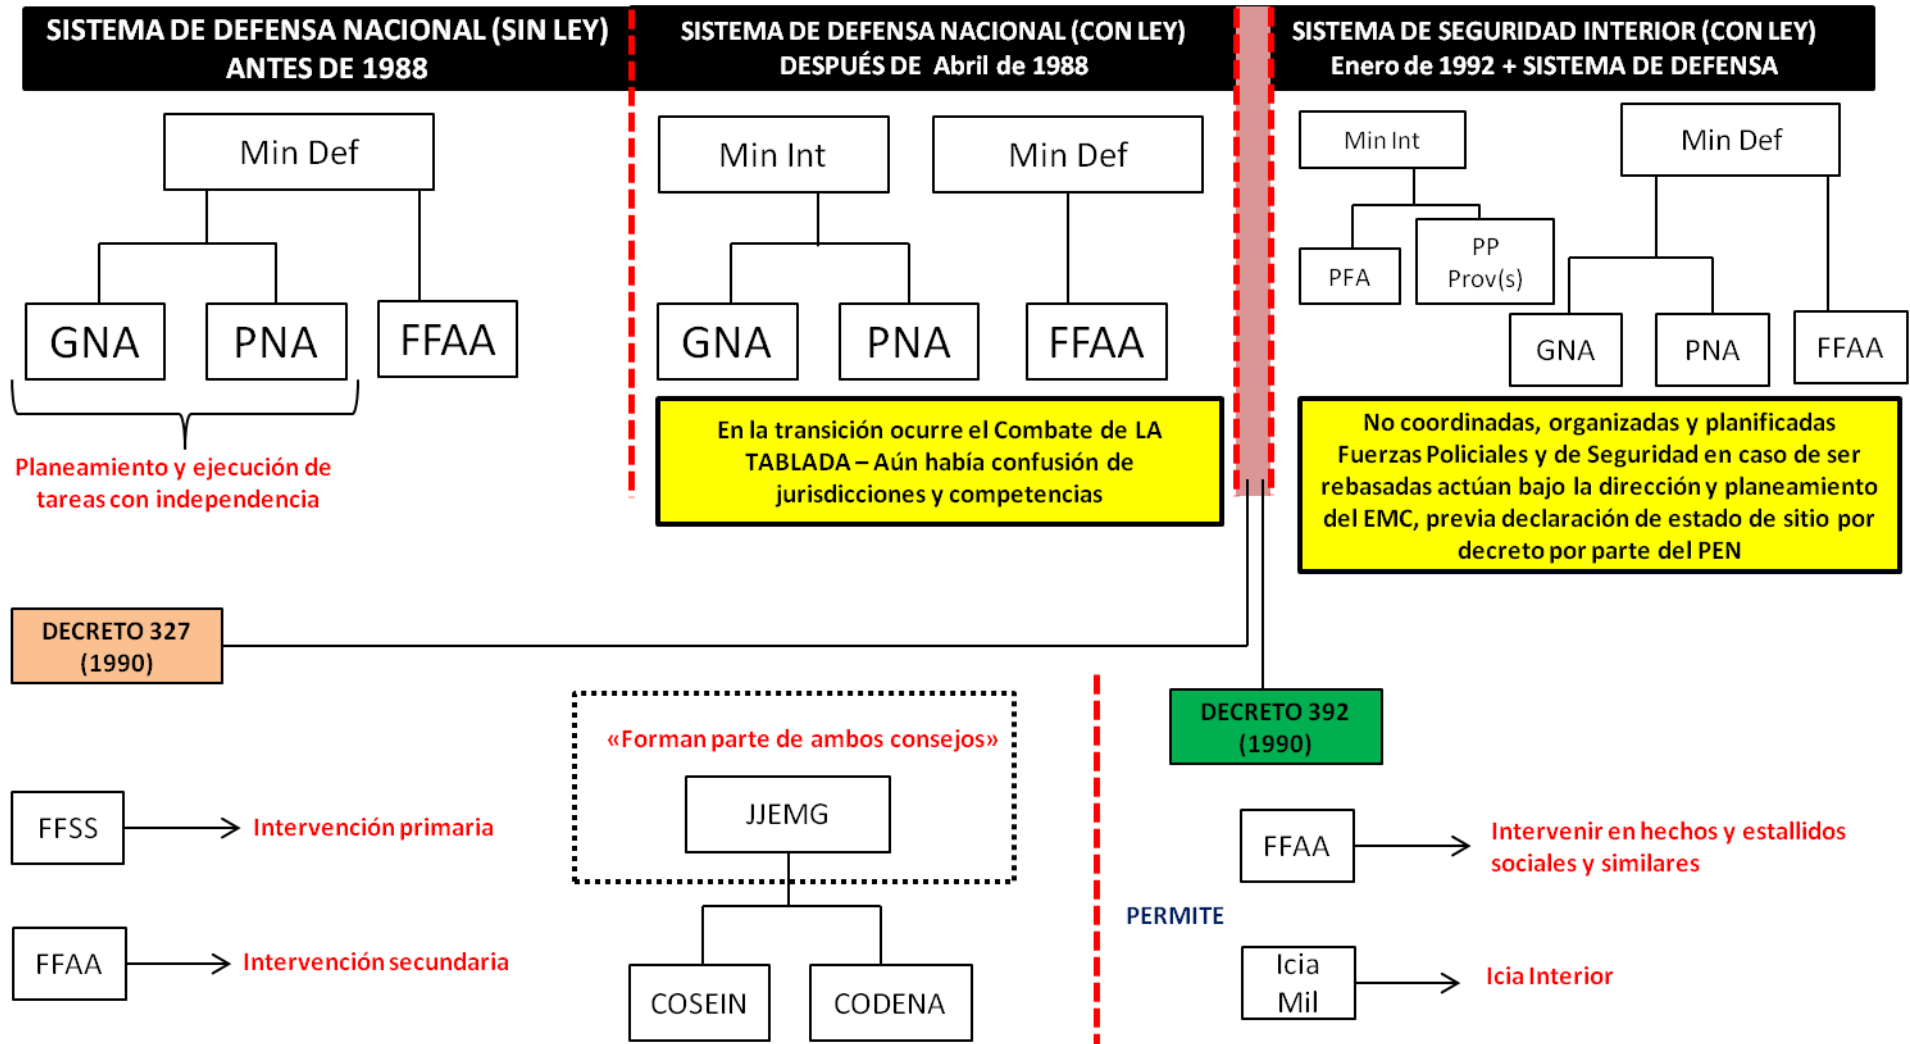 SISTEMA DE DEFENSA NACIONAL (SIN LEY)
ANTES DE 1988
SISTEMA DE DEFENSA NACIONAL (CON LEY)
DESPUÉS DE Abril de 1988
SISTEMA DE SEGURIDAD INTERIOR (CON LEY)
Enero de 1992 + SISTEMA DE DEFENSA
Min Def
GNA
PNA
FFAA
Planeamiento y ejecución de
tareas con independencia
Min Int
Min Def
GNA
PNA
FFAA
En la transición ocurre el Combate de LA
TABLADA – Aún había confusión de
jurisdicciones y competencias
Min Int
Min Def
PFA
PP
Prov(s)
GNA
PNA
FFAA
No coordinadas, organizadas y planificadas
Fuerzas Policiales y de Seguridad en caso de ser
rebasadas actúan bajo la dirección y planeamiento
del EMC, previa declaración de estado de sitio por
decreto por parte del PEN
DECRETO 327
(1990)
FFSS
Intervención primaria
FFAA
Intervención secundaria
«Forman parte de ambos consejos»
JJEMG
COSEIN
CODENA
DECRETO 392
(1990)
PERMITE
FFAA
Intervenir en hechos y estallidos
sociales y similares
Icia
Mil
Icia Interior